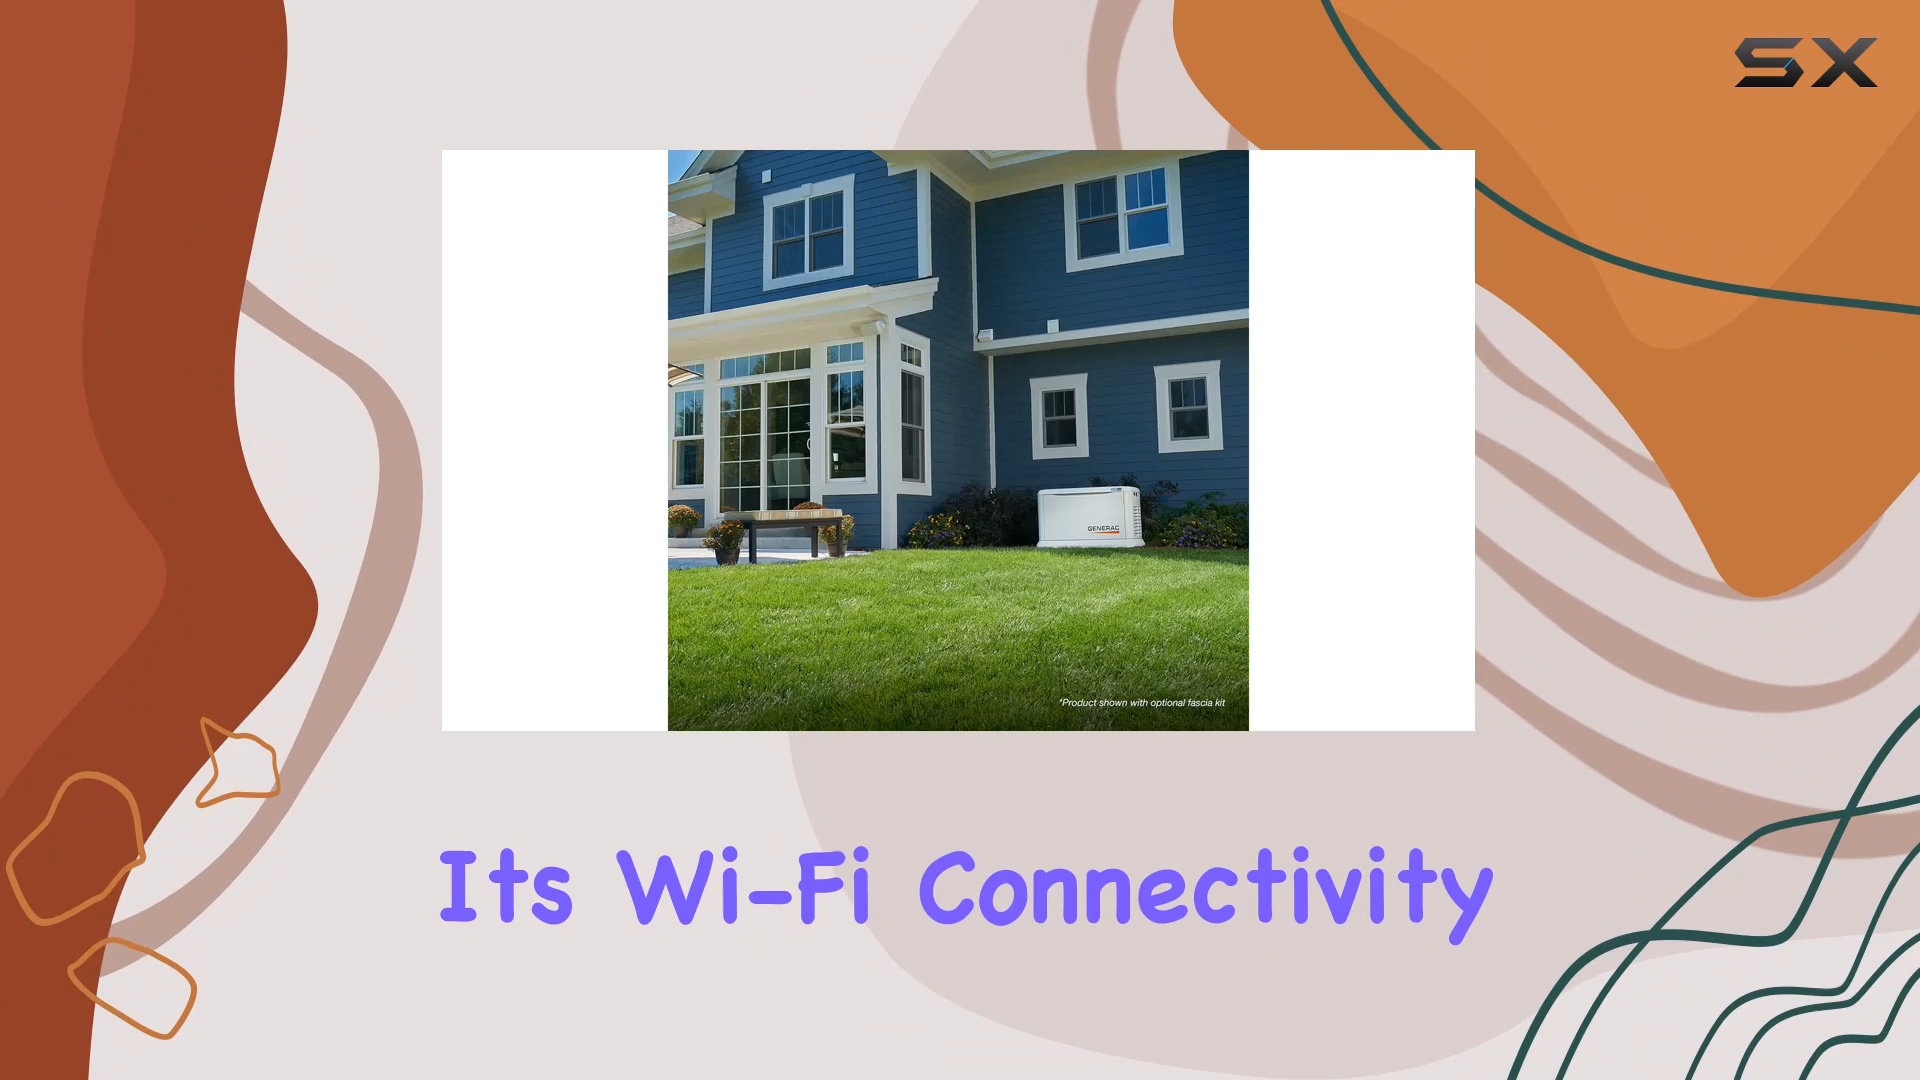 SX
GENERAC
*Product shown with optional fascia kit
Its Wi-Fi Connectivity